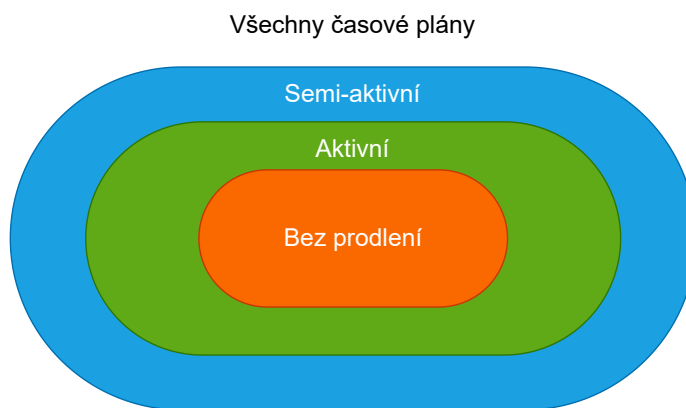 Všechny časové plány
Semi-aktivní
Aktivní
Bez prodlení